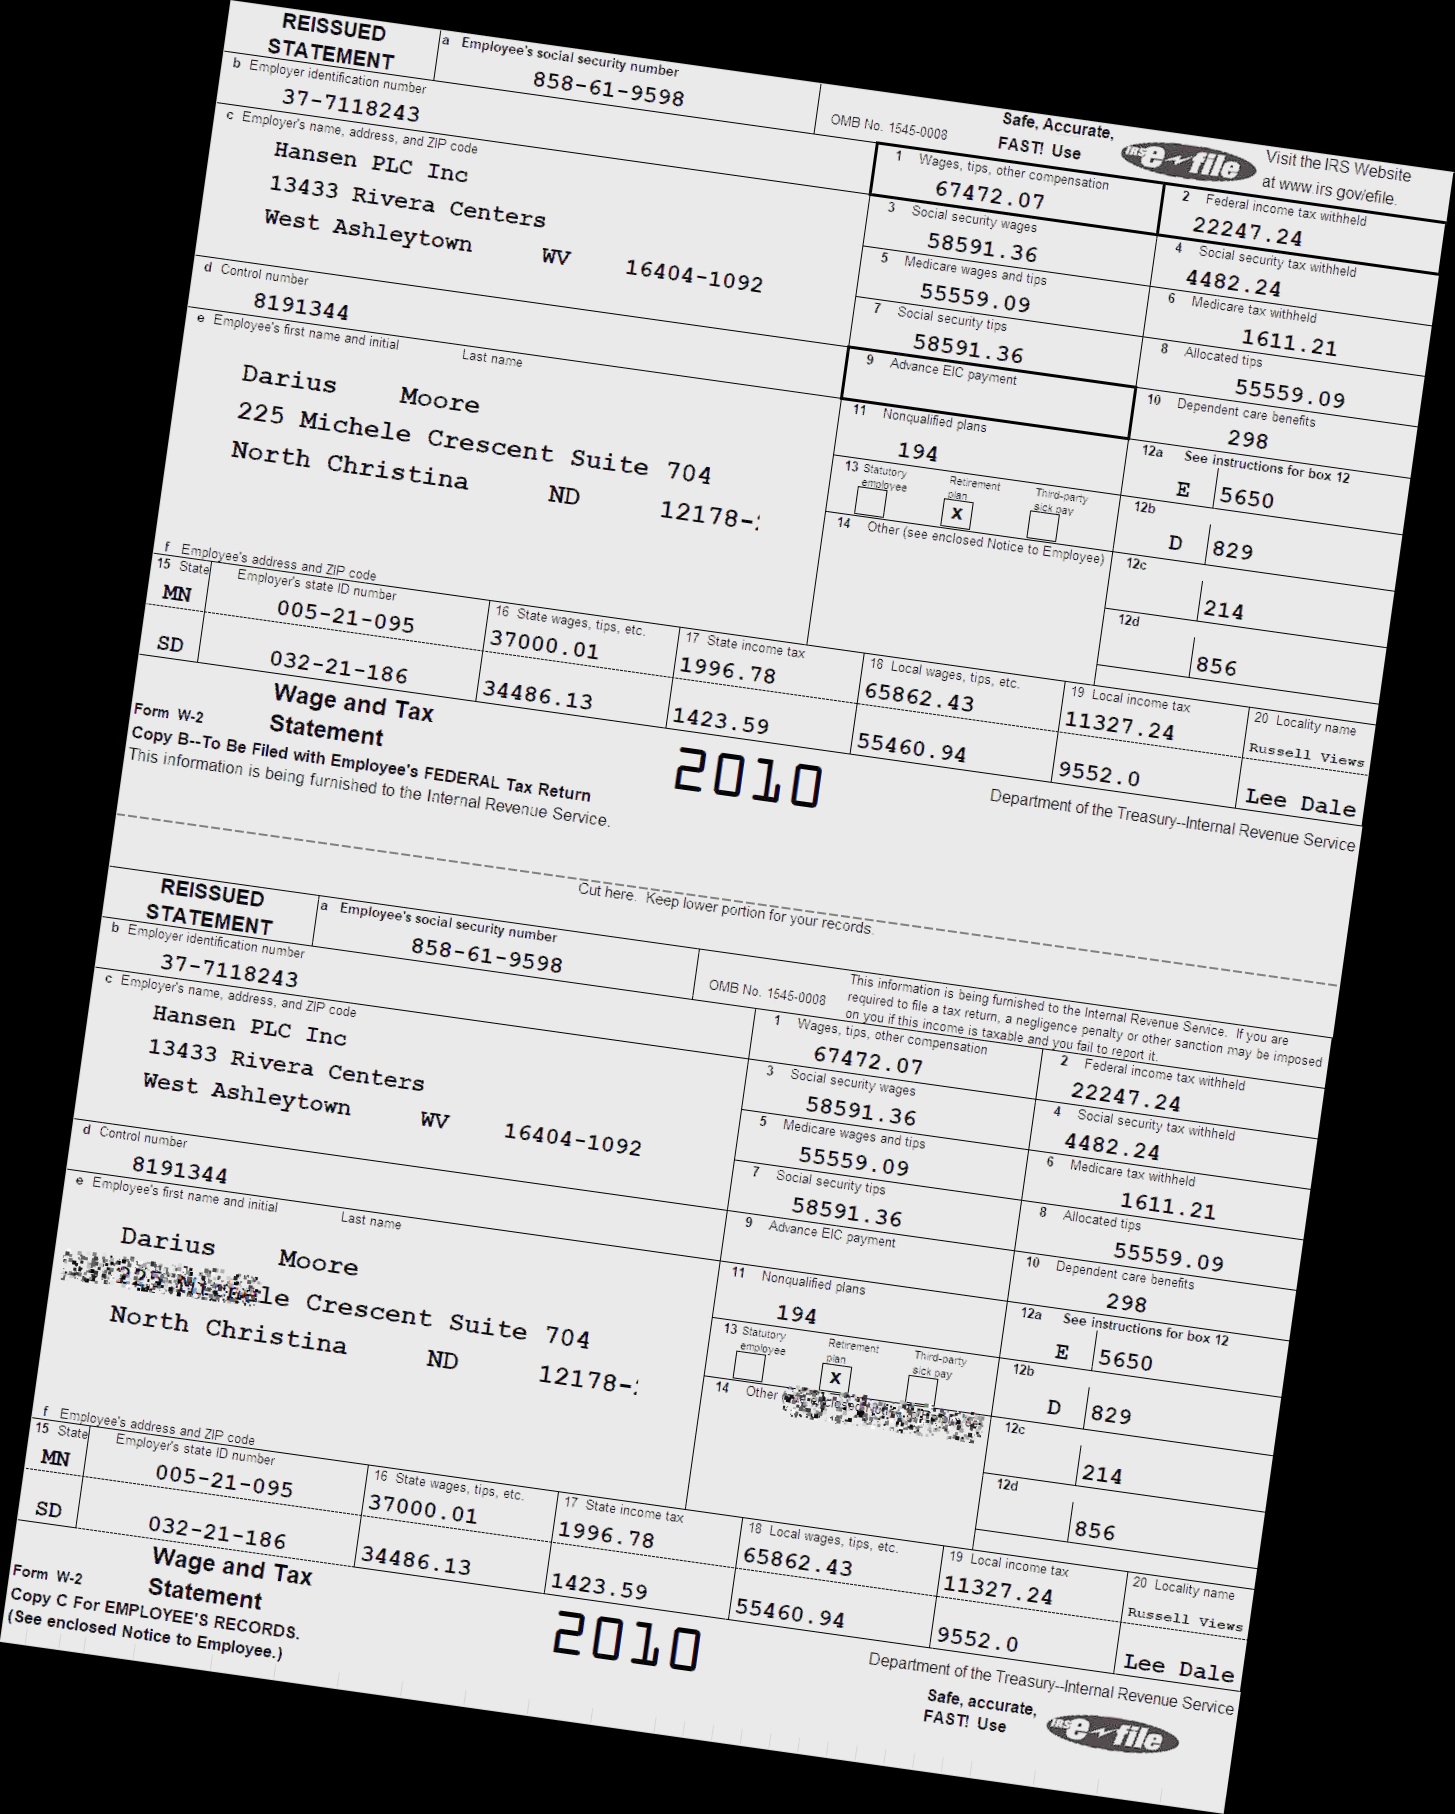 REISSUED
STATEMENT
a Employee's social security number
858-61-9598
OMB No. 1545-0008
Safe, Accurate,
FAST! Use
IRS e-file
Visit the IRS Website
at www.irs gov/efile.
b Employer identification number
37-7118243
c Employer's name, address, and ZIP code
Hansen PLC Inc
13433 Rivera Centers
West Ashleytown WV 16404-1092
1 Wages, tips, other compensation
67472.07
2 Federal income tax withheld
22247.24
3 Social security wages
58591.36
4 Social security tax withheld
4482.24
5 Medicare wages and tips
55559.09
6 Medicare tax withheld
1611.21
d Control number
8191344
7 Social security tips
58591.36
8 Allocated tips
55559.09
e Employee's first name and initial Last name
Darius Moore
225 Michele Crescent Suite 704
North Christina ND 12178-
9 Advance EIC payment
10 Dependent care benefits
298
11 Nonqualified plans
194
12a See instructions for box 12
E 5650
13 Statutory employee Retirement plan Third-party sick pay
X
12b
D 829
14 Other (see enclosed Notice to Employee)
12c
214
12d
856
f Employee's address and ZIP code
15 State Employer's state ID number
MN 005-21-095
SD 032-21-186
16 State wages, tips, etc.
37000.01
34486.13
17 State income tax
1996.78
1423.59
18 Local wages, tips, etc.
65862.43
55460.94
19 Local income tax
11327.24
9552.0
20 Locality name
Russell Views
Lee Dale
Form W-2
Wage and Tax
Statement
2010
Copy B--To Be Filed with Employee's FEDERAL Tax Return
This information is being furnished to the Internal Revenue Service.
Department of the Treasury--Internal Revenue Service
Cut here. Keep lower portion for your records.
REISSUED
STATEMENT
a Employee's social security number
858-61-9598
OMB No. 1545-0008
This information is being furnished to the Internal Revenue Service. If you are
required to file a tax return, a negligence penalty or other sanction may be imposed
on you if this income is taxable and you fail to report it.
b Employer identification number
37-7118243
c Employer's name, address, and ZIP code
Hansen PLC Inc
13433 Rivera Centers
West Ashleytown WV 16404-1092
1 Wages, tips, other compensation
67472.07
2 Federal income tax withheld
22247.24
3 Social security wages
58591.36
4 Social security tax withheld
4482.24
5 Medicare wages and tips
55559.09
6 Medicare tax withheld
1611.21
d Control number
8191344
7 Social security tips
58591.36
8 Allocated tips
55559.09
e Employee's first name and initial Last name
Darius Moore
Crescent Suite 704
North Christina ND 12178-
9 Advance EIC payment
10 Dependent care benefits
298
11 Nonqualified plans
194
12a See instructions for box 12
E 5650
13 Statutory employee Retirement plan Third-party sick pay
X
12b
D 829
14 Other
12c
214
12d
856
f Employee's address and ZIP code
15 State Employer's state ID number
MN 005-21-095
SD 032-21-186
16 State wages, tips, etc.
37000.01
34486.13
17 State income tax
1996.78
1423.59
18 Local wages, tips, etc.
65862.43
55460.94
19 Local income tax
11327.24
9552.0
20 Locality name
Russell Views
Lee Dale
Form W-2
Wage and Tax
Statement
2010
Copy C For EMPLOYEE'S RECORDS.
(See enclosed Notice to Employee.)
Department of the Treasury--Internal Revenue Service
Safe, accurate,
FAST! Use
IRS e-file